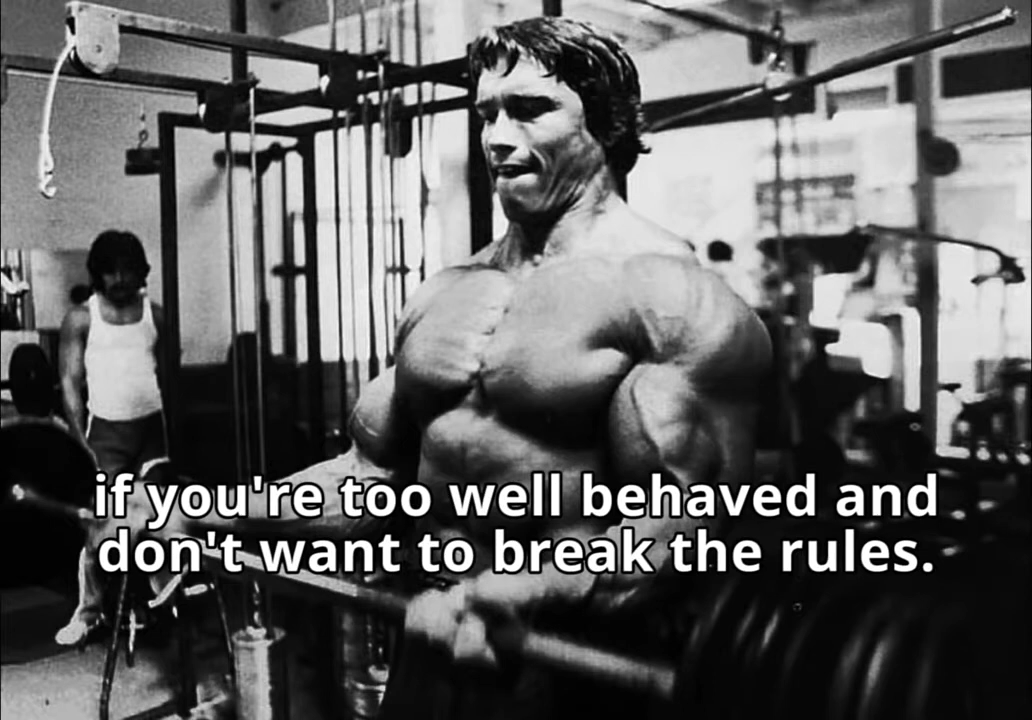 if you're too well behaved and
don't want to break the rules.